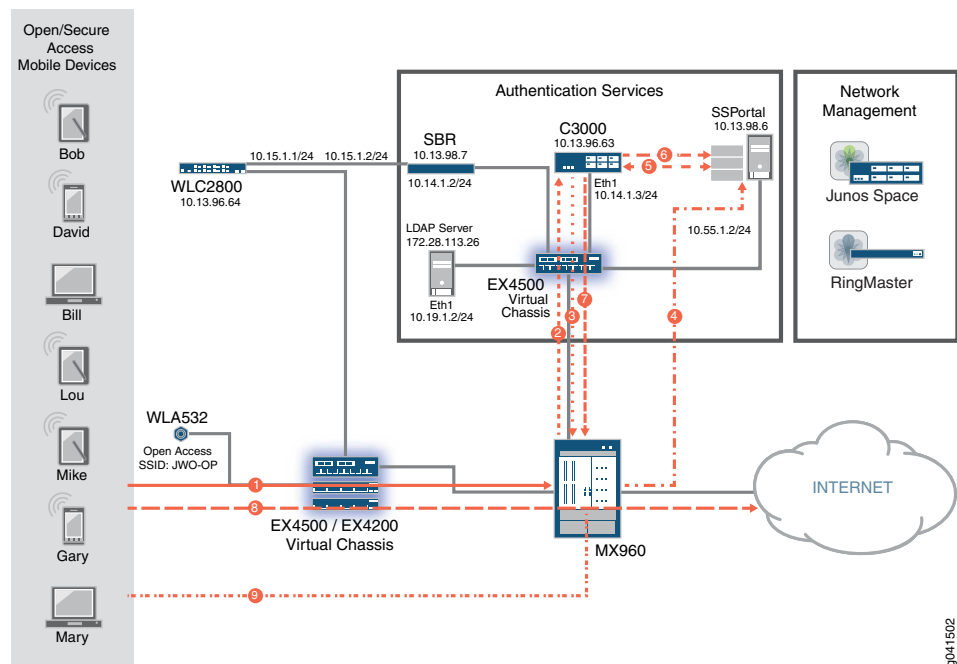 Open/Secure
Access
Mobile Devices
Bob
David
Bill
Lou
Mike
Gary
Mary
WLC2800
10.13.96.64
10.15.1.1/24
10.15.1.2/24
WLA532
Open Access
SSID: JWO-OP
EX4500 / EX4200
Virtual Chassis
Authentication Services
SBR
10.13.98.7
10.14.1.2/24
C3000
10.13.96.63
Eth1
10.14.1.3/24
SSPortal
10.13.98.6
10.55.1.2/24
LDAP Server
172.28.113.26
Eth1
10.19.1.2/24
EX4500
Virtual
Chassis
6
5
7
3
2
4
1
8
9
MX960
INTERNET
Network
Management
Junos Space
RingMaster
g041502